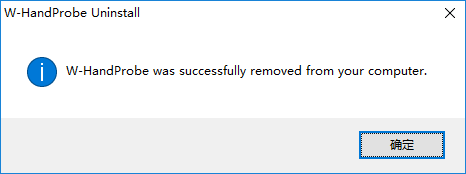 W-HandProbe Uninstall
W-HandProbe was successfully removed from your computer.
确定